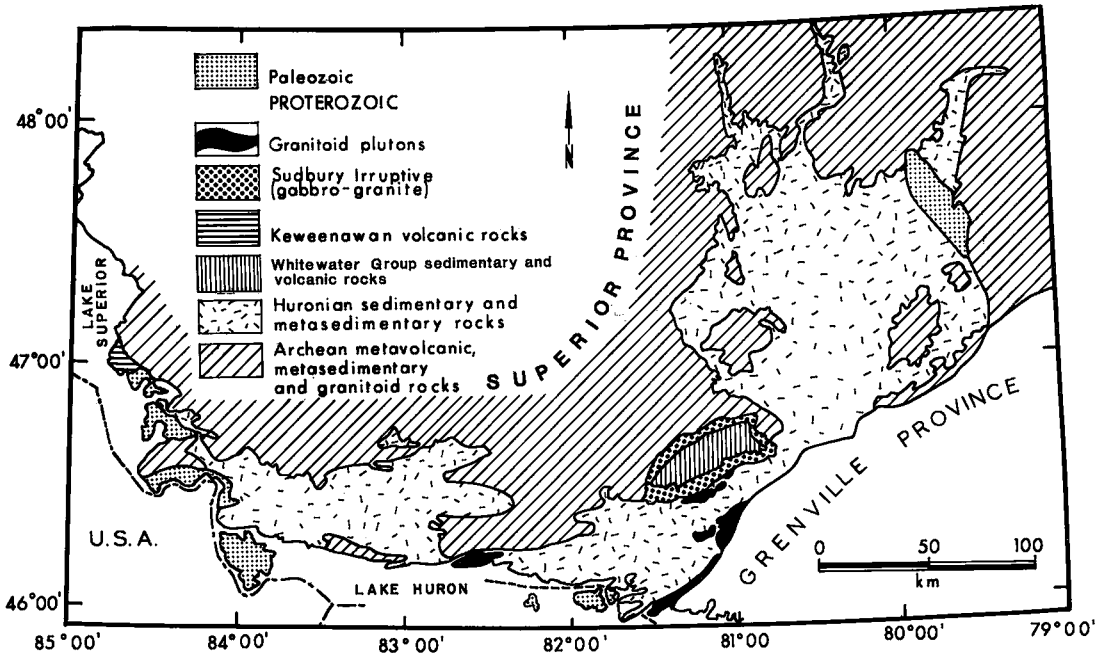 Paleozoic
PROTEROZOIC
Granitoid plutons
Sudbury Irruptive
(gabbro-granite)
Keweenawan volcanic rocks
Whitewater Group sedimentary and
volcanic rocks
Huronian sedimentary and
metasedimentary rocks
Archean metavolcanic,
metasedimentary
and granitoid rocks
N
48°00'
47°00'
46°00'
LAKE
SUPERIOR
SUPERIOR PROVINCE
GRENVILLE PROVINCE
U.S.A.
LAKE HURON
0 50 100
km
85°00' 84°00' 83°00' 82°00' 81°00' 80°00' 79°00'